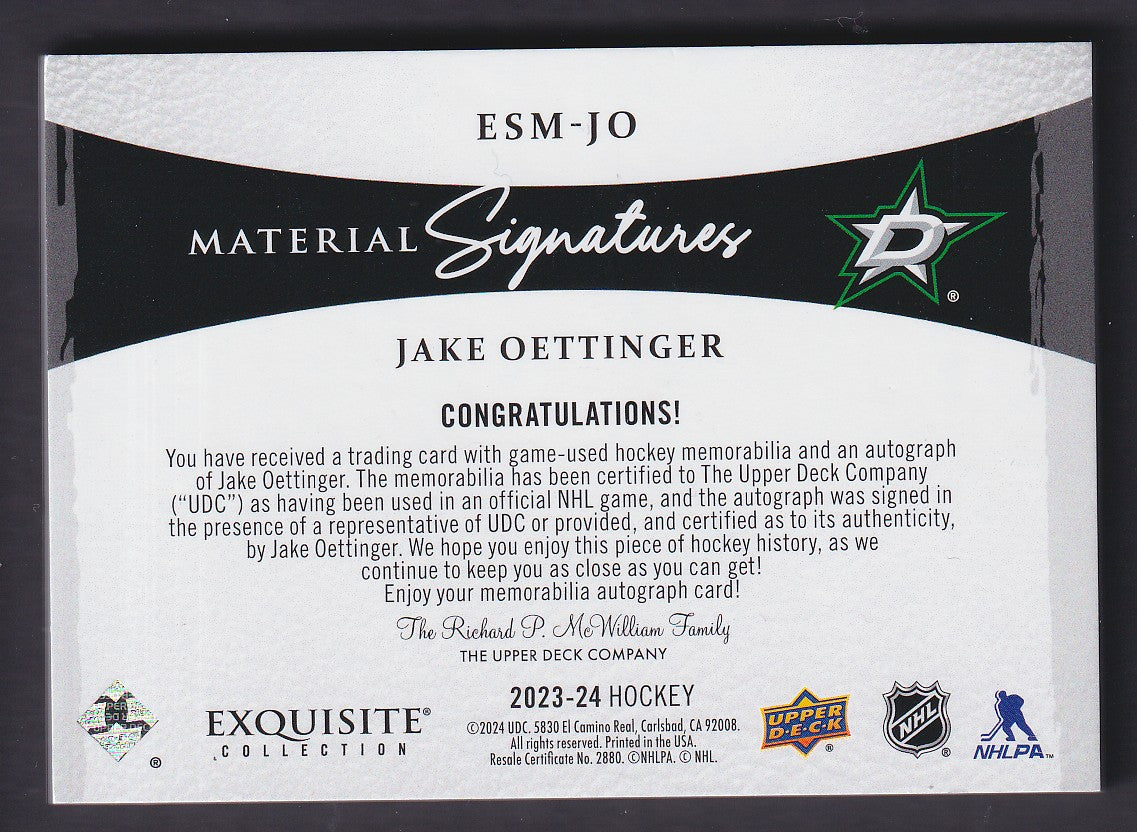 ESM-JO
MATERIAL Signatures
D
®
JAKE OETTINGER
CONGRATULATIONS!
You have received a trading card with game-used hockey memorabilia and an autograph
of Jake Oettinger. The memorabilia has been certified to The Upper Deck Company
(“UDC”) as having been used in an official NHL game, and the autograph was signed in
the presence of a representative of UDC or provided, and certified as to its authenticity,
by Jake Oettinger. We hope you enjoy this piece of hockey history, as we
continue to keep you as close as you can get!
Enjoy your memorabilia autograph card!
The Richard P. McWilliam Family
THE UPPER DECK COMPANY
®
EXQUISITE®
COLLECTION
2023-24 HOCKEY
©2024 UDC. 5830 El Camino Real, Carlsbad, CA 92008.
All rights reserved. Printed in the USA.
Resale Certificate No. 2880. ©NHLPA. © NHL.
UPPER
D·E·C·K
®
NHL
®
NHLPA™